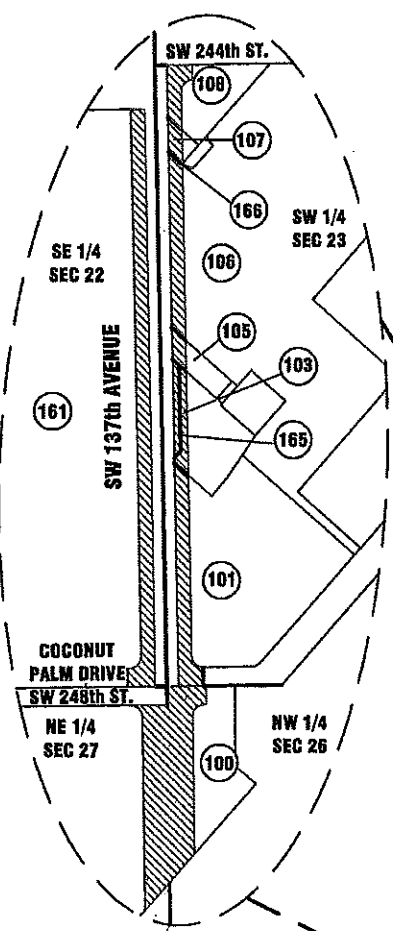 SW 244th ST.
108
107
166
SW 1/4
SEC 23
SE 1/4
SEC 22
106
105
SW 137th AVENUE
103
161
165
101
COCONUT
PALM DRIVE
SW 248th ST.
NE 1/4
SEC 27
NW 1/4
SEC 26
100